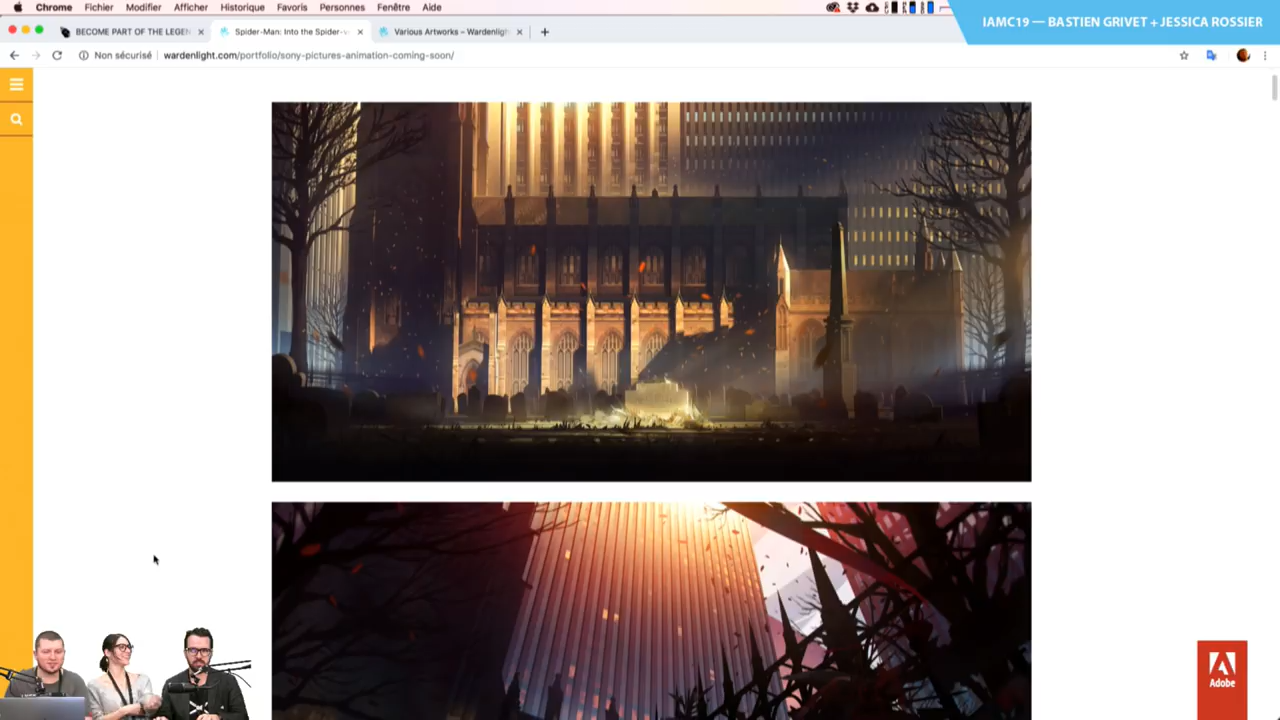 Chrome Fichier Modifier Afficher Historique Favoris Personnes Fenêtre Aide
IAMC19 — BASTIEN GRIVET + JESSICA ROSSIER
BECOME PART OF THE LEGEN
Spider-Man: Into the Spider-v
Various Artworks – Wardenligh
Non sécurisé wardenlight.com/portfolio/sony-pictures-animation-coming-soon/
Adobe